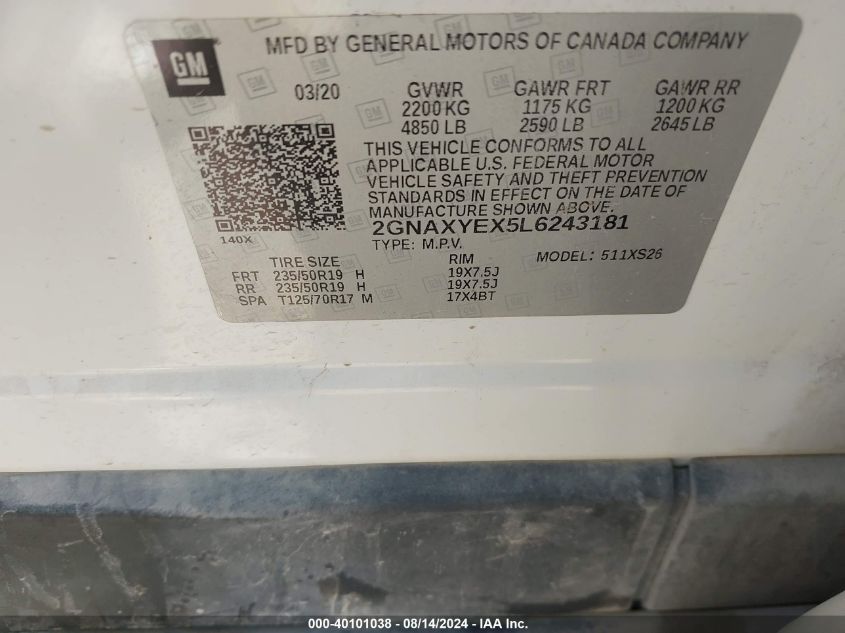 GM
MFD BY GENERAL MOTORS OF CANADA COMPANY
03/20 GVWR GAWR FRT GAWR RR
2200 KG 1175 KG 1200 KG
4850 LB 2590 LB 2645 LB
THIS VEHICLE CONFORMS TO ALL
APPLICABLE U.S. FEDERAL MOTOR
VEHICLE SAFETY AND THEFT PREVENTION
STANDARDS IN EFFECT ON THE DATE OF
MANUFACTURE SHOWN ABOVE.
2GNAXYEX5L6243181
140X
TYPE: M.P.V.
TIRE SIZE RIM MODEL: 511XS26
FRT 235/50R19 H 19X7.5J
RR 235/50R19 H 19X7.5J
SPA T125/70R17 M 17X4BT
000-40101038 - 08/14/2024 - IAA Inc.